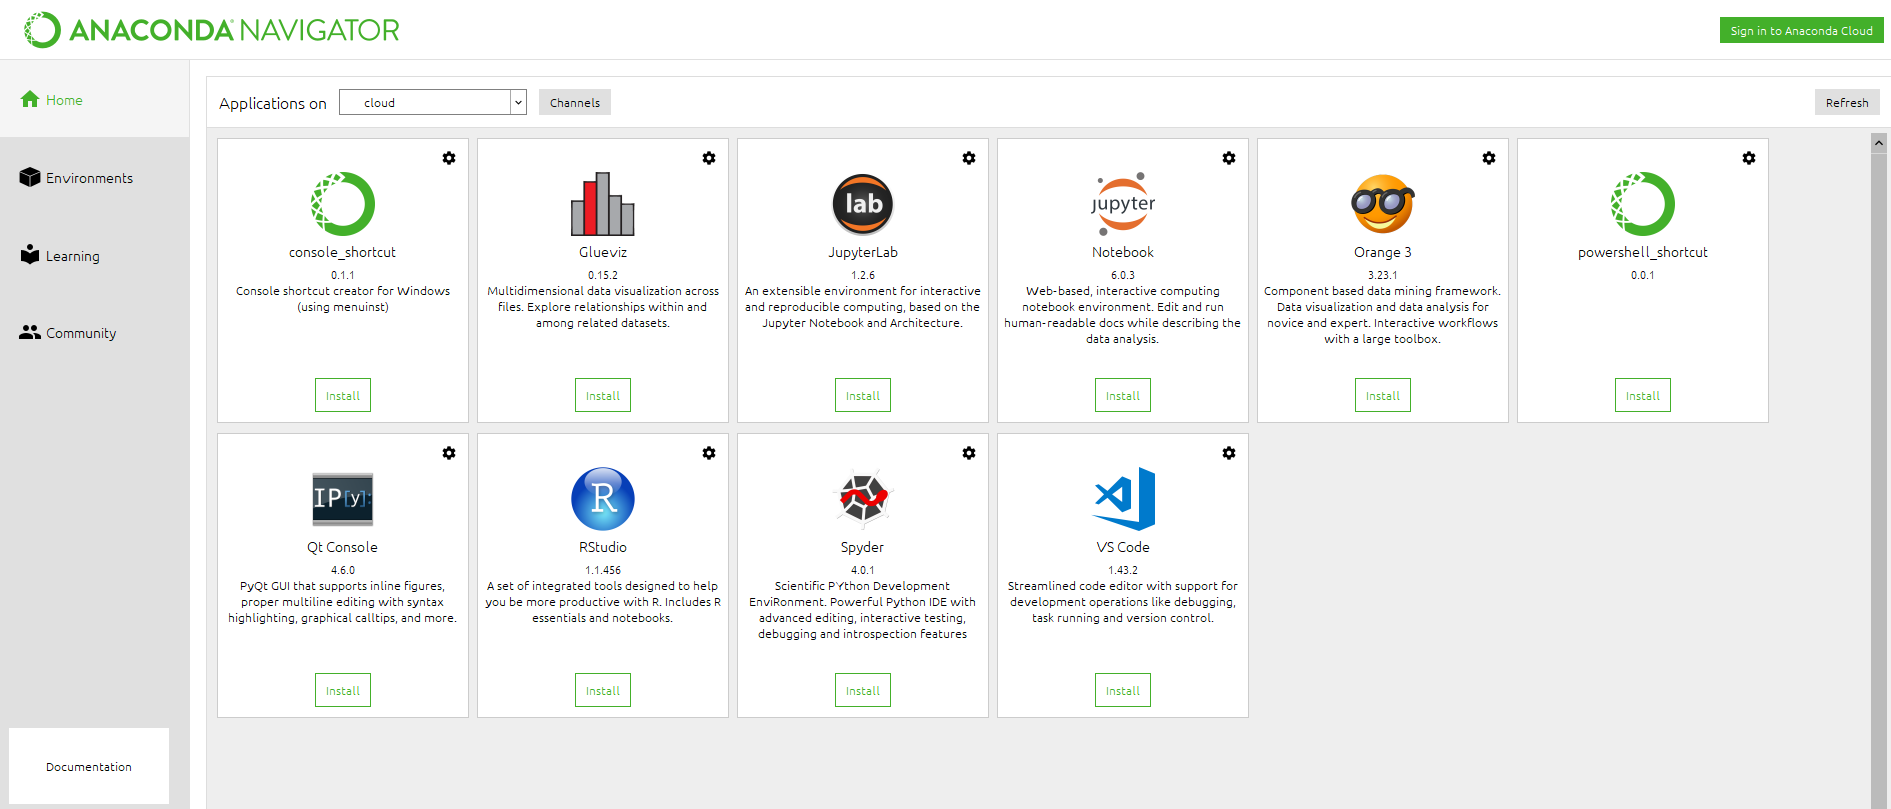 ANACONDA NAVIGATOR
Sign in to Anaconda Cloud
Home
Environments
Learning
Community
Documentation
Applications on
cloud
Channels
Refresh
console_shortcut
0.1.1
Console shortcut creator for Windows
(using menuinst)
Install
Glueviz
0.15.2
Multidimensional data visualization across
files. Explore relationships within and
among related datasets.
Install
lab
JupyterLab
1.2.6
An extensible environment for interactive
and reproducible computing, based on the
Jupyter Notebook and Architecture.
Install
jupyter
Notebook
6.0.3
Web-based, interactive computing
notebook environment. Edit and run
human-readable docs while describing the
data analysis.
Install
Orange 3
3.23.1
Component based data mining framework.
Data visualization and data analysis for
novice and expert. Interactive workflows
with a large toolbox.
Install
powershell_shortcut
0.0.1
Install
IP[y]:
Qt Console
4.6.0
PyQt GUI that supports inline figures,
proper multiline editing with syntax
highlighting, graphical calltips, and more.
Install
R
RStudio
1.1.456
A set of integrated tools designed to help
you be more productive with R. Includes R
essentials and notebooks.
Install
Spyder
4.0.1
Scientific PYthon Development
EnviRonment. Powerful Python IDE with
advanced editing, interactive testing,
debugging and introspection features
Install
VS Code
1.43.2
Streamlined code editor with support for
development operations like debugging,
task running and version control.
Install